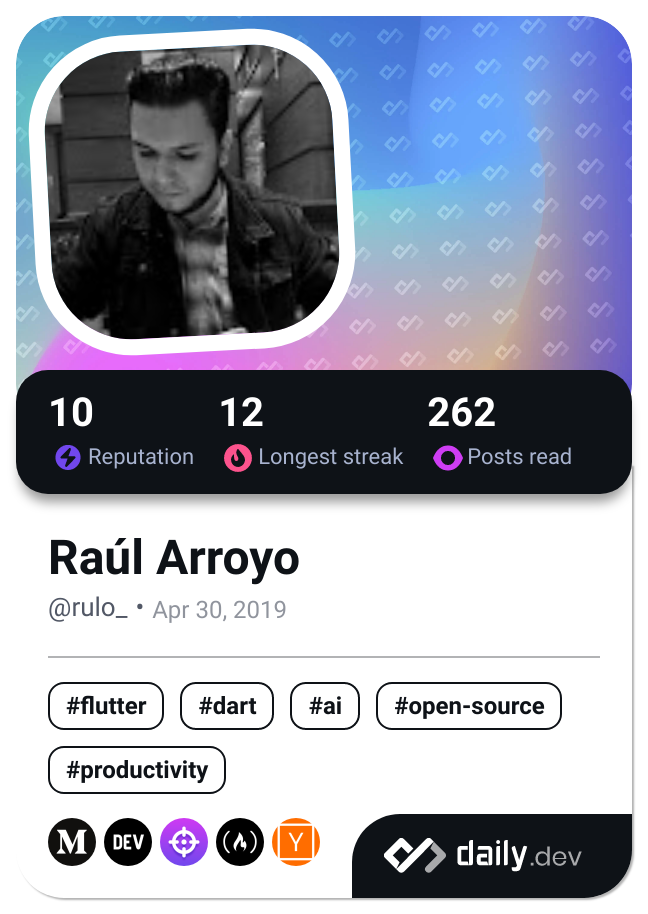 10 12 262
Reputation Longest streak Posts read
Raúl Arroyo
@rulo_ • Apr 30, 2019
#flutter #dart #ai #open-source
#productivity
M DEV Y daily.dev